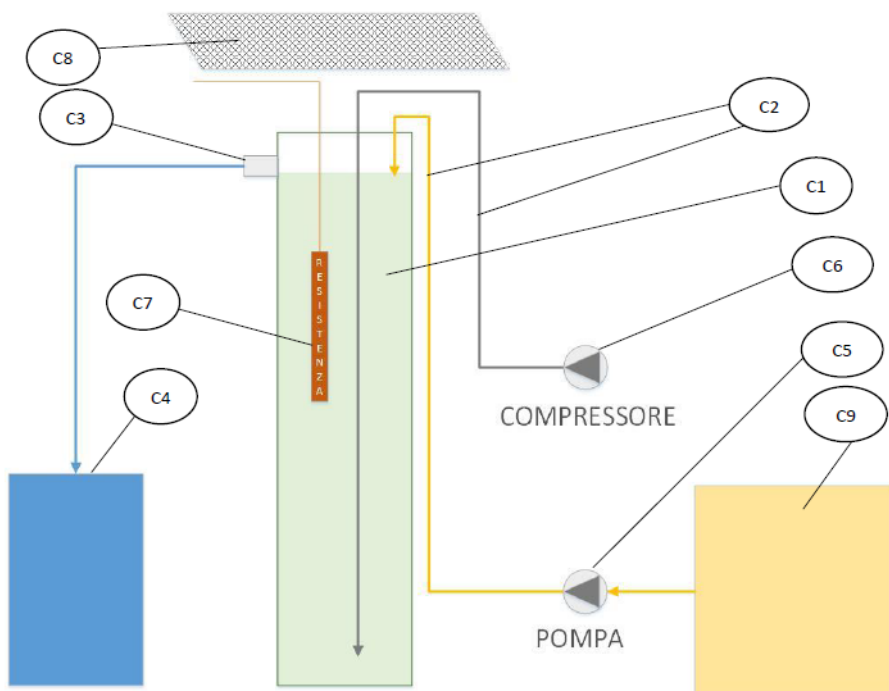 C8
C3
C2
C1
C6
C7
RESISTENZA
C5
C4
COMPRESSORE
C9
POMPA